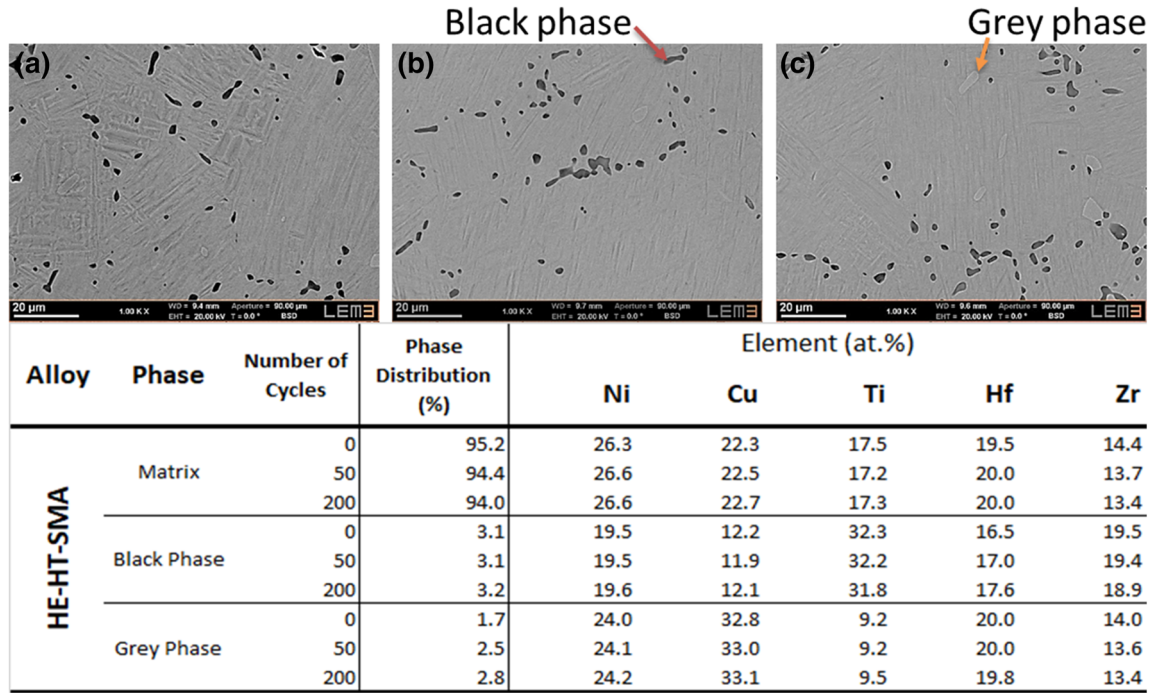 Black phase
Grey phase
(a)
(b)
(c)
20 µm
1.00 K X
WD = 9.4 mm
Aperture = 90.00 µm
EHT = 20.00 kV
T = 0.0 °
BSD
LEM3
20 µm
1.00 K X
WD = 9.7 mm
Aperture = 90.00 µm
EHT = 20.00 kV
T = 0.0 °
BSD
LEM3
20 µm
1.00 K X
WD = 9.6 mm
Aperture = 90.00 µm
EHT = 20.00 kV
T = 0.0 °
BSD
LEM3
Alloy Phase Number of Cycles Phase Distribution (%) Element (at.%)
Ni Cu Ti Hf Zr
HE-HT-SMA
Matrix
0 95.2 26.3 22.3 17.5 19.5 14.4
50 94.4 26.6 22.5 17.2 20.0 13.7
200 94.0 26.6 22.7 17.3 20.0 13.4
Black Phase
0 3.1 19.5 12.2 32.3 16.5 19.5
50 3.1 19.5 11.9 32.2 17.0 19.4
200 3.2 19.6 12.1 31.8 17.6 18.9
Grey Phase
0 1.7 24.0 32.8 9.2 20.0 14.0
50 2.5 24.1 33.0 9.2 20.0 13.6
200 2.8 24.2 33.1 9.5 19.8 13.4